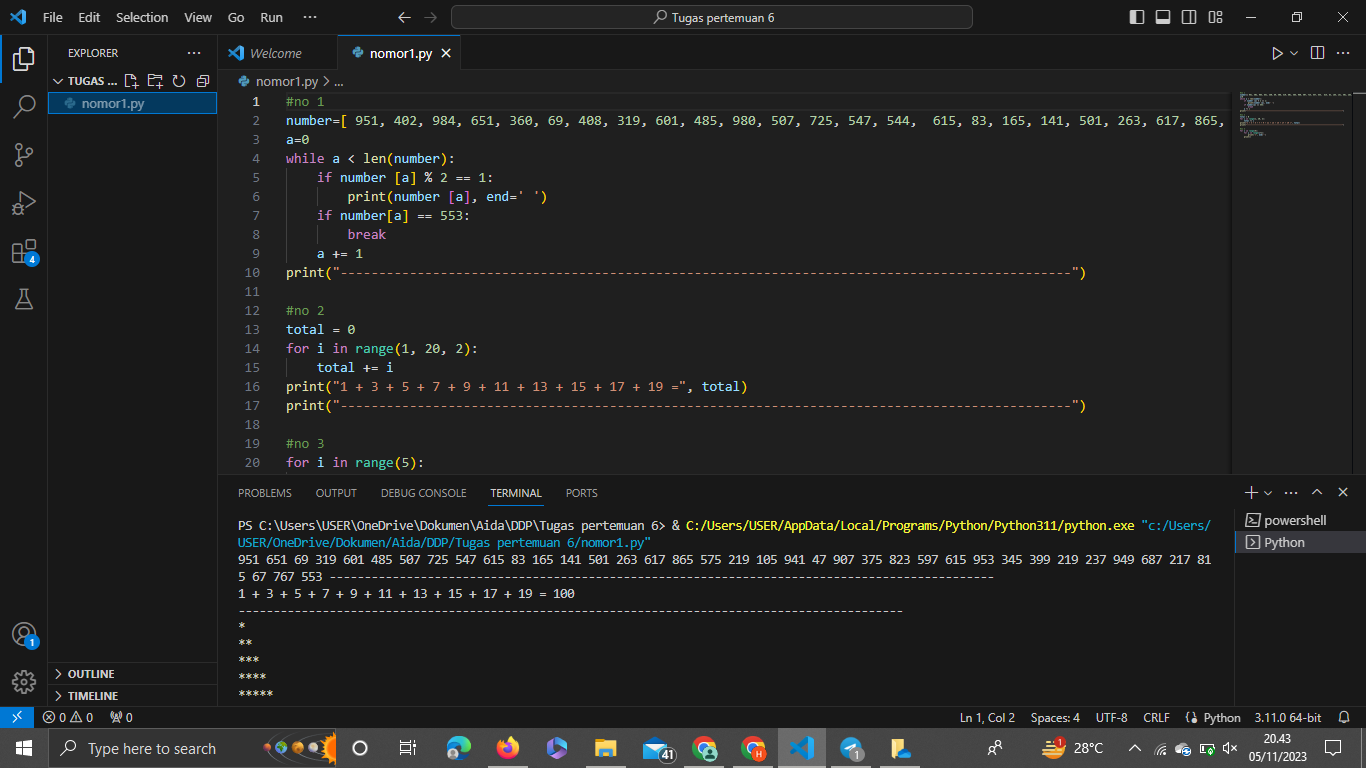 File Edit Selection View Go Run ··· Tugas pertemuan 6
EXPLORER ···
TUGAS ...
nomor1.py
OUTLINE
TIMELINE
4
1
Welcome nomor1.py
nomor1.py > ...
1 #no 1
2 number=[ 951, 402, 984, 651, 360, 69, 408, 319, 601, 485, 980, 507, 725, 547, 544,  615, 83, 165, 141, 501, 263, 617, 865,
3 a=0
4 while a < len(number):
5 if number [a] % 2 == 1:
6 print(number [a], end=' ')
7 if number[a] == 553:
8 break
9 a += 1
10 print("-----------------------------------------------------------------------------------------------")
11
12 #no 2
13 total = 0
14 for i in range(1, 20, 2):
15 total += i
16 print("1 + 3 + 5 + 7 + 9 + 11 + 13 + 15 + 17 + 19 =", total)
17 print("-----------------------------------------------------------------------------------------------")
18
19 #no 3
20 for i in range(5):
PROBLEMS OUTPUT DEBUG CONSOLE TERMINAL PORTS
PS C:\Users\USER\OneDrive\Dokumen\Aida\DDP\Tugas pertemuan 6> & C:/Users/USER/AppData/Local/Programs/Python/Python311/python.exe "c:/Users/
USER/OneDrive/Dokumen/Aida/DDP/Tugas pertemuan 6/nomor1.py"
951 651 69 319 601 485 507 725 547 615 83 165 141 501 263 617 865 575 219 105 941 47 907 375 823 597 615 953 345 399 219 237 949 687 217 81
5 67 767 553 -----------------------------------------------------------------------------------------------
1 + 3 + 5 + 7 + 9 + 11 + 13 + 15 + 17 + 19 = 100
-----------------------------------------------------------------------------------------------
*
**
***
****
*****
powershell
Python
0 0 0 Ln 1, Col 2 Spaces: 4 UTF-8 CRLF Python 3.11.0 64-bit
Type here to search 41 H 1 1 28°C 20.43
05/11/2023